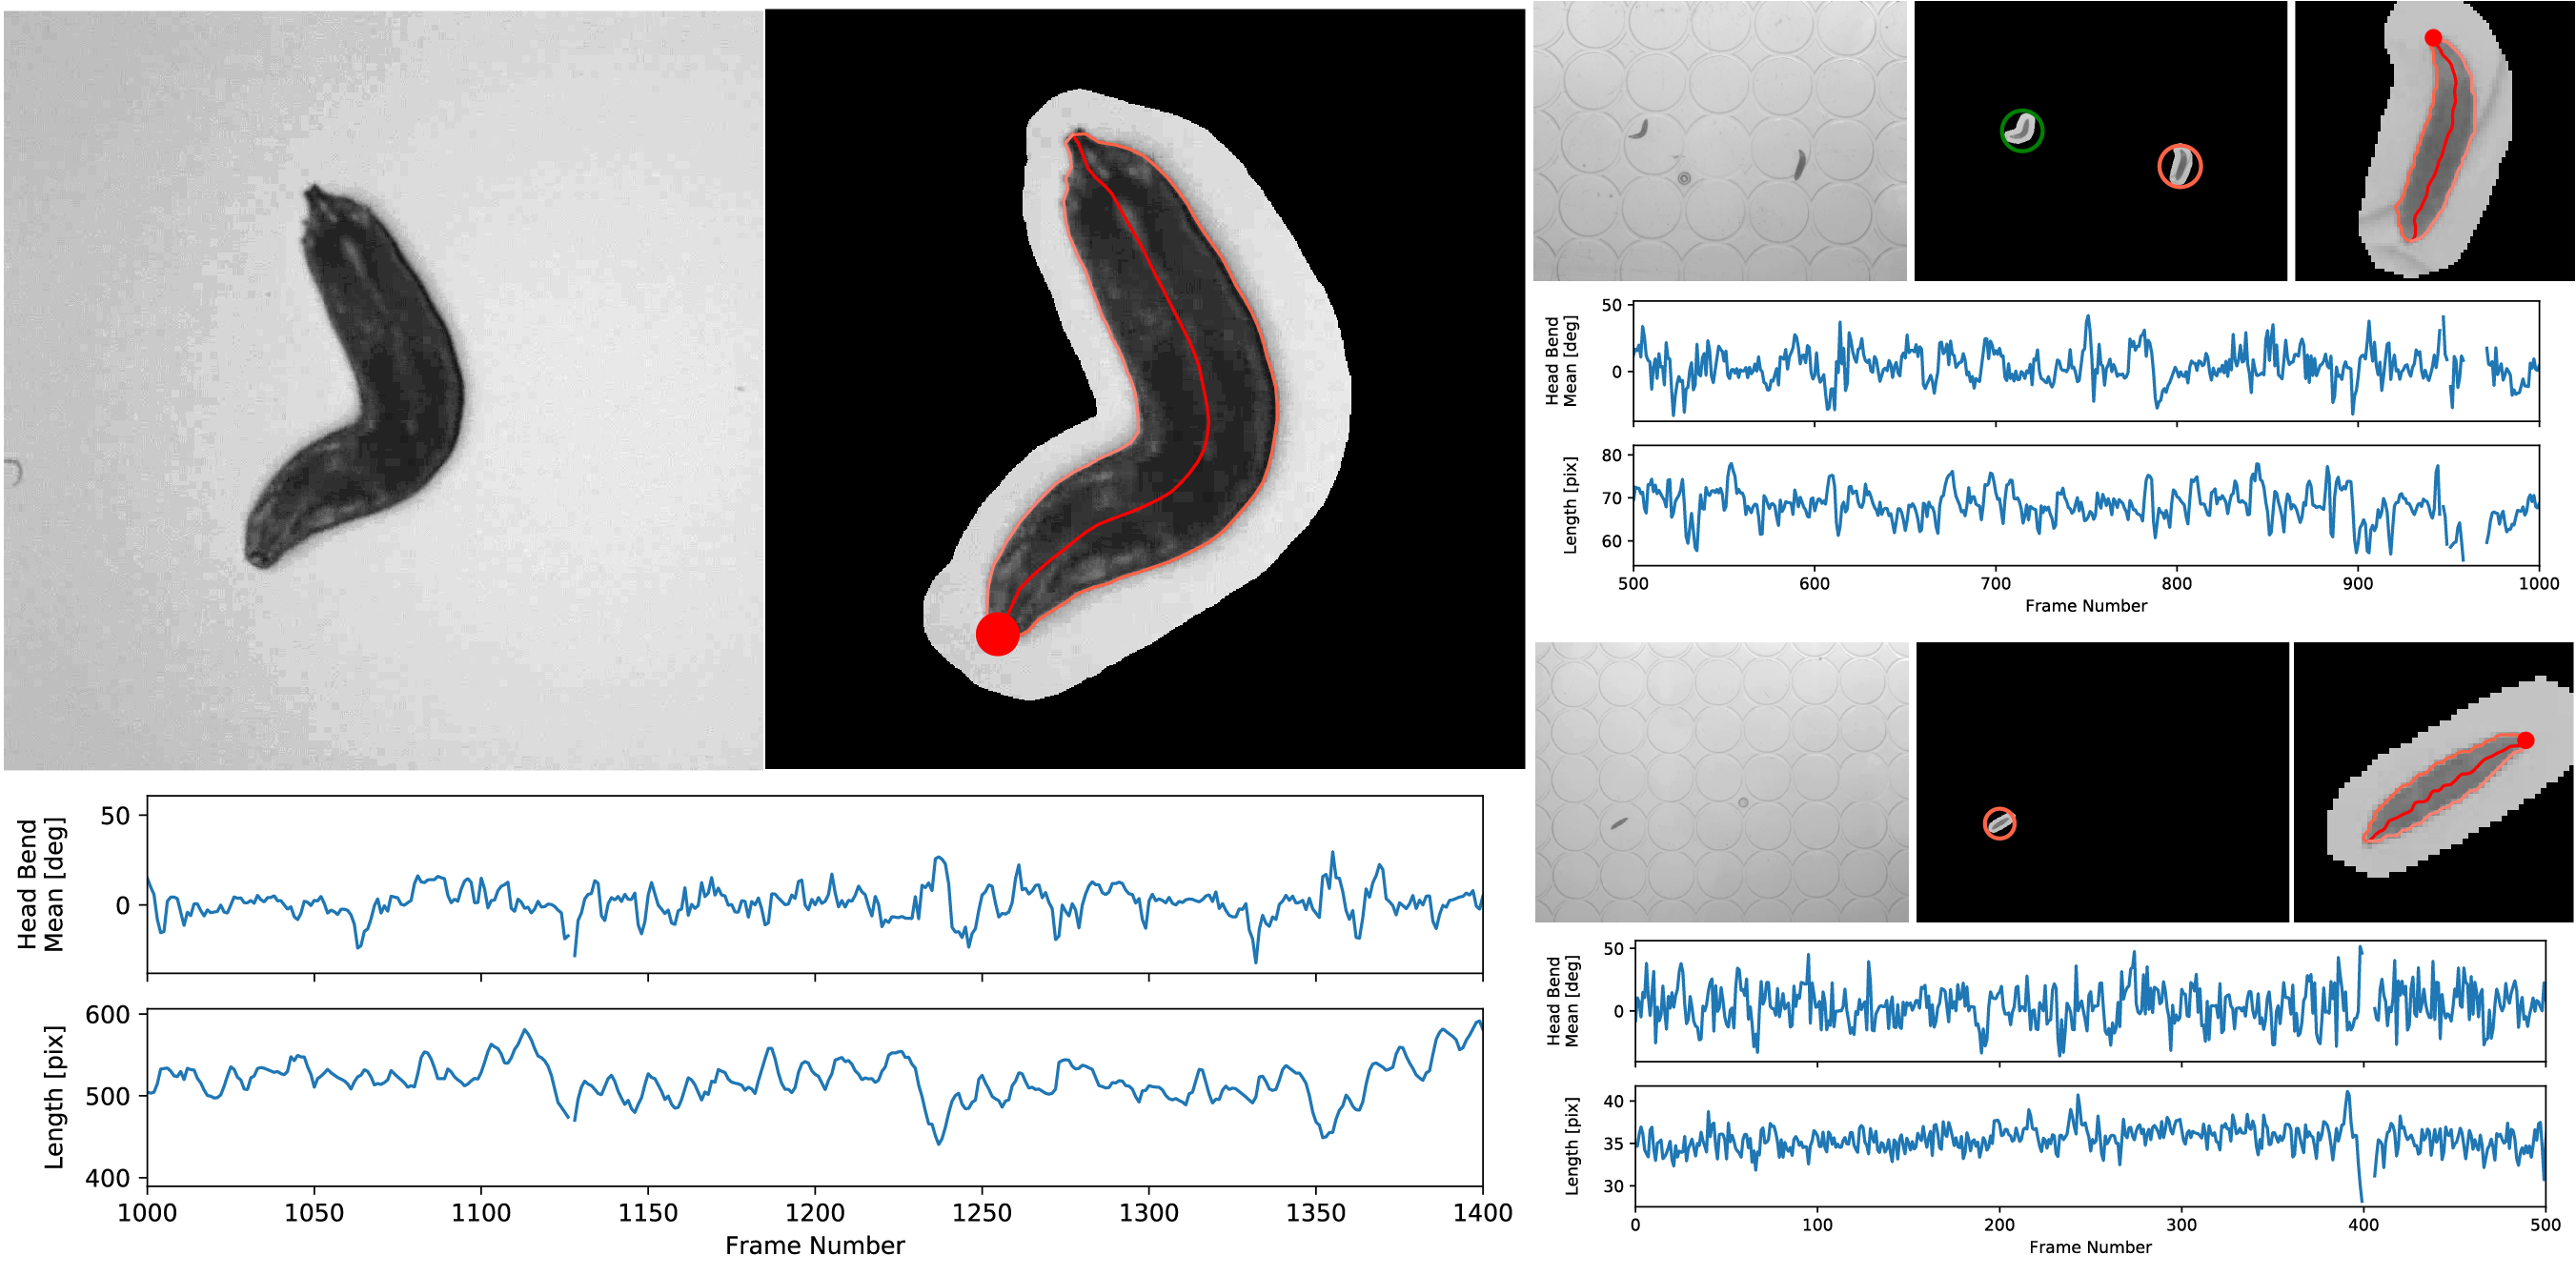 50
0
Head Bend
Mean [deg]
600
500
400
Length [pix]
1000 1050 1100 1150 1200 1250 1300 1350 1400
Frame Number
50
0
Head Bend
Mean [deg]
80
70
60
Length [pix]
500 600 700 800 900 1000
Frame Number
50
0
Head Bend
Mean [deg]
40
35
30
Length [pix]
0 100 200 300 400 500
Frame Number